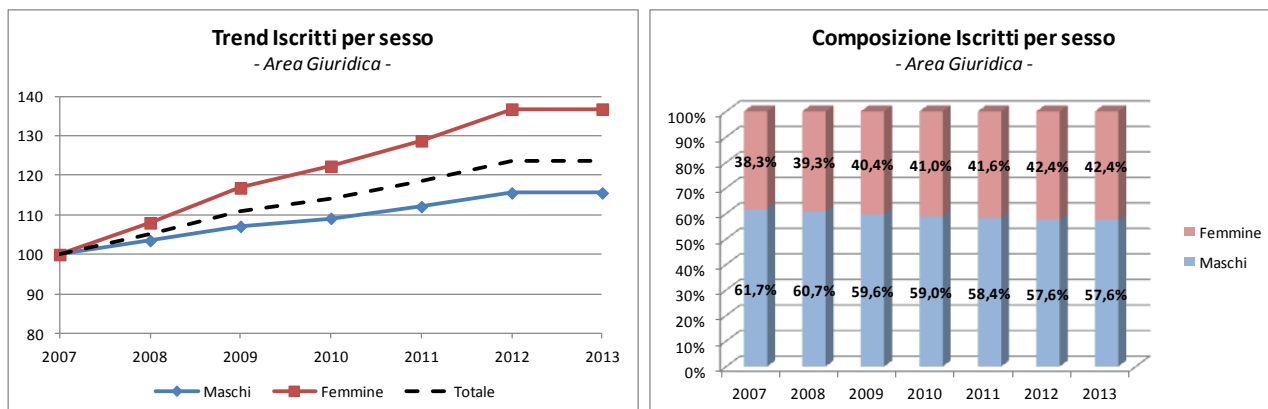 Trend Iscritti per sesso
- Area Giuridica -
140
130
120
110
100
90
80
2007 2008 2009 2010 2011 2012 2013
Maschi Femmine Totale
Composizione Iscritti per sesso
- Area Giuridica -
100%
90%
80%
70%
60%
50%
40%
30%
20%
10%
0%
38,3% 39,3% 40,4% 41,0% 41,6% 42,4% 42,4%
61,7% 60,7% 59,6% 59,0% 58,4% 57,6% 57,6%
2007 2008 2009 2010 2011 2012 2013
Femmine
Maschi